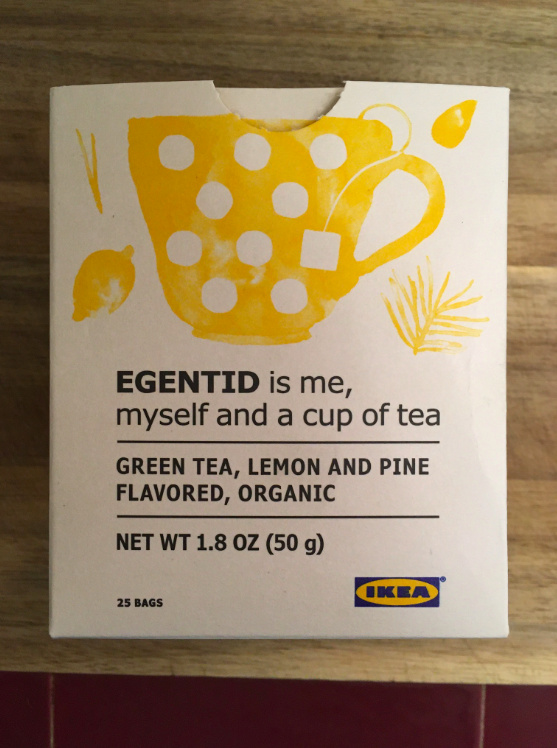 EGENTID is me,
myself and a cup of tea
GREEN TEA, LEMON AND PINE
FLAVORED, ORGANIC
NET WT 1.8 OZ (50 g)
25 BAGS
IKEA®